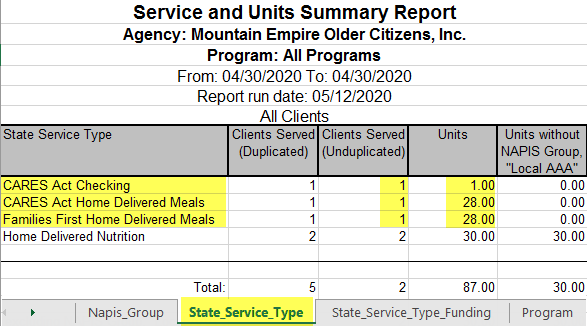 Service and Units Summary Report
Agency: Mountain Empire Older Citizens, Inc.
Program: All Programs
From: 04/30/2020 To: 04/30/2020
Report run date: 05/12/2020
All Clients
State Service Type | Clients Served (Duplicated) | Clients Served (Unduplicated) | Units | Units without NAPIS Group, "Local AAA"
CARES Act Checking 1 1 1.00 0.00
CARES Act Home Delivered Meals 1 1 28.00 0.00
Families First Home Delivered Meals 1 1 28.00 0.00
Home Delivered Nutrition 2 2 30.00 30.00
Total: 5 2 87.00 30.00
Napis_Group State_Service_Type State_Service_Type_Funding Program